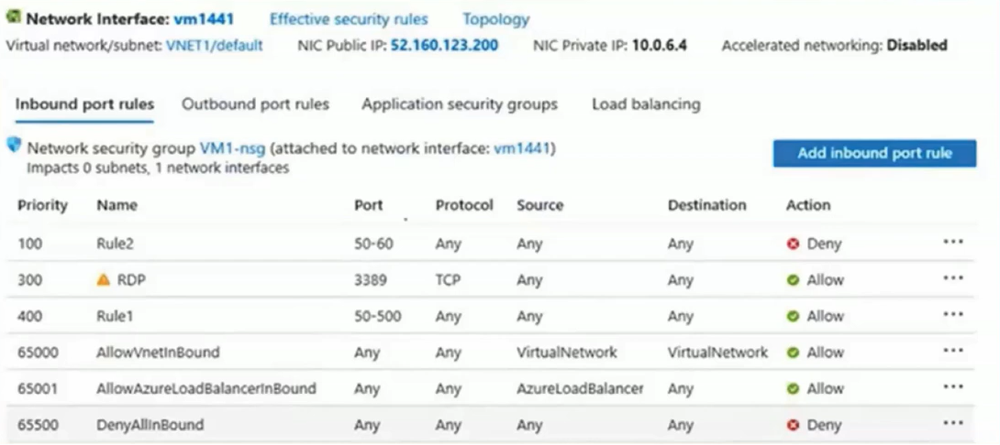 Network Interface: vm1441 Effective security rules Topology
Virtual network/subnet: VNET1/default NIC Public IP: 52.160.123.200 NIC Private IP: 10.0.6.4 Accelerated networking: Disabled
Inbound port rules Outbound port rules Application security groups Load balancing
Network security group VM1-nsg (attached to network interface: vm1441)
Impacts 0 subnets, 1 network interfaces
Add inbound port rule
Priority Name Port Protocol Source Destination Action
100 Rule2 50-60 Any Any Any Deny
300 RDP 3389 TCP Any Any Allow
400 Rule1 50-500 Any Any Any Allow
65000 AllowVnetInBound Any Any VirtualNetwork VirtualNetwork Allow
65001 AllowAzureLoadBalancerInBound Any Any AzureLoadBalancer Any Allow
65500 DenyAllInBound Any Any Any Any Deny